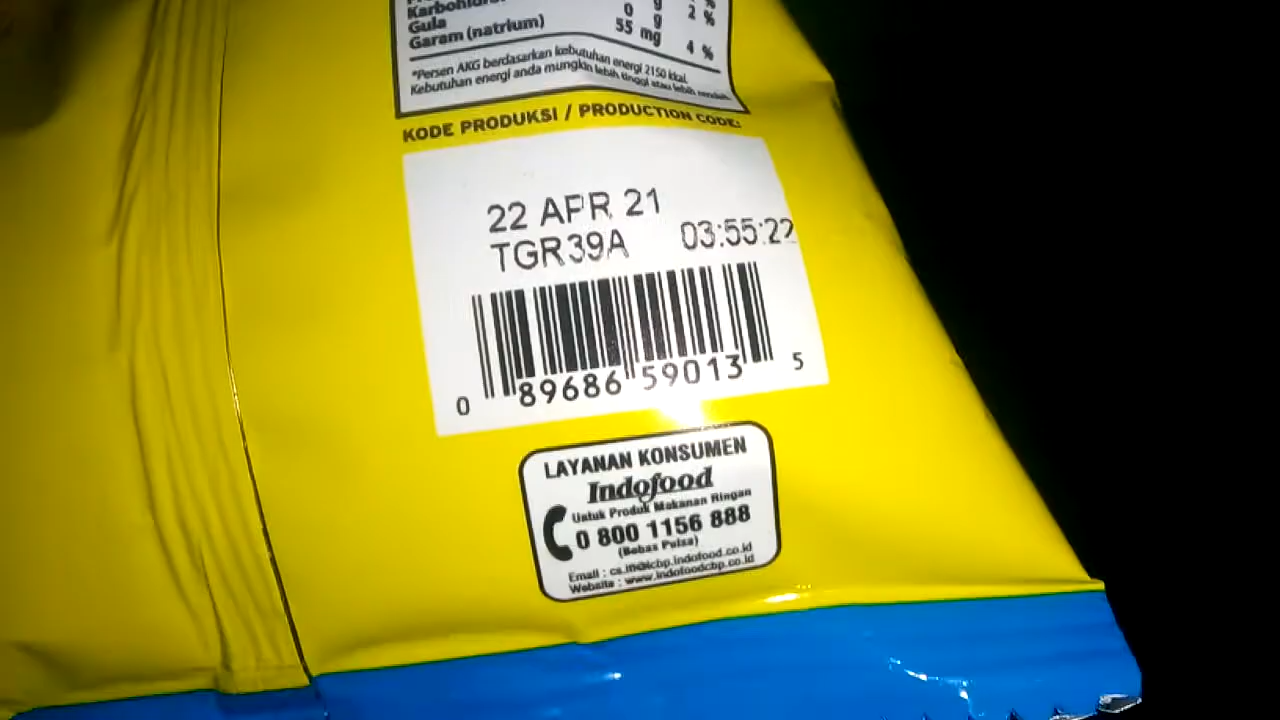 g %
Karbohidrat g 2 %
Gula 0 g
Garam (natrium) 55 mg 4 %
*Persen AKG berdasarkan kebutuhan energi 2150 kkal.
Kebutuhan energi anda mungkin lebih tinggi atau lebih rendah.
KODE PRODUKSI / PRODUCTION CODE:
22 APR 21
TGR39A 03:55:22
0 89686 59013 5
LAYANAN KONSUMEN
Indofood
Untuk Produk Makanan Ringan
0 800 1156 888
(Bebas Pulsa)
Email : cs.ifl@icbp.indofood.co.id
Website : www.indofoodcbp.co.id